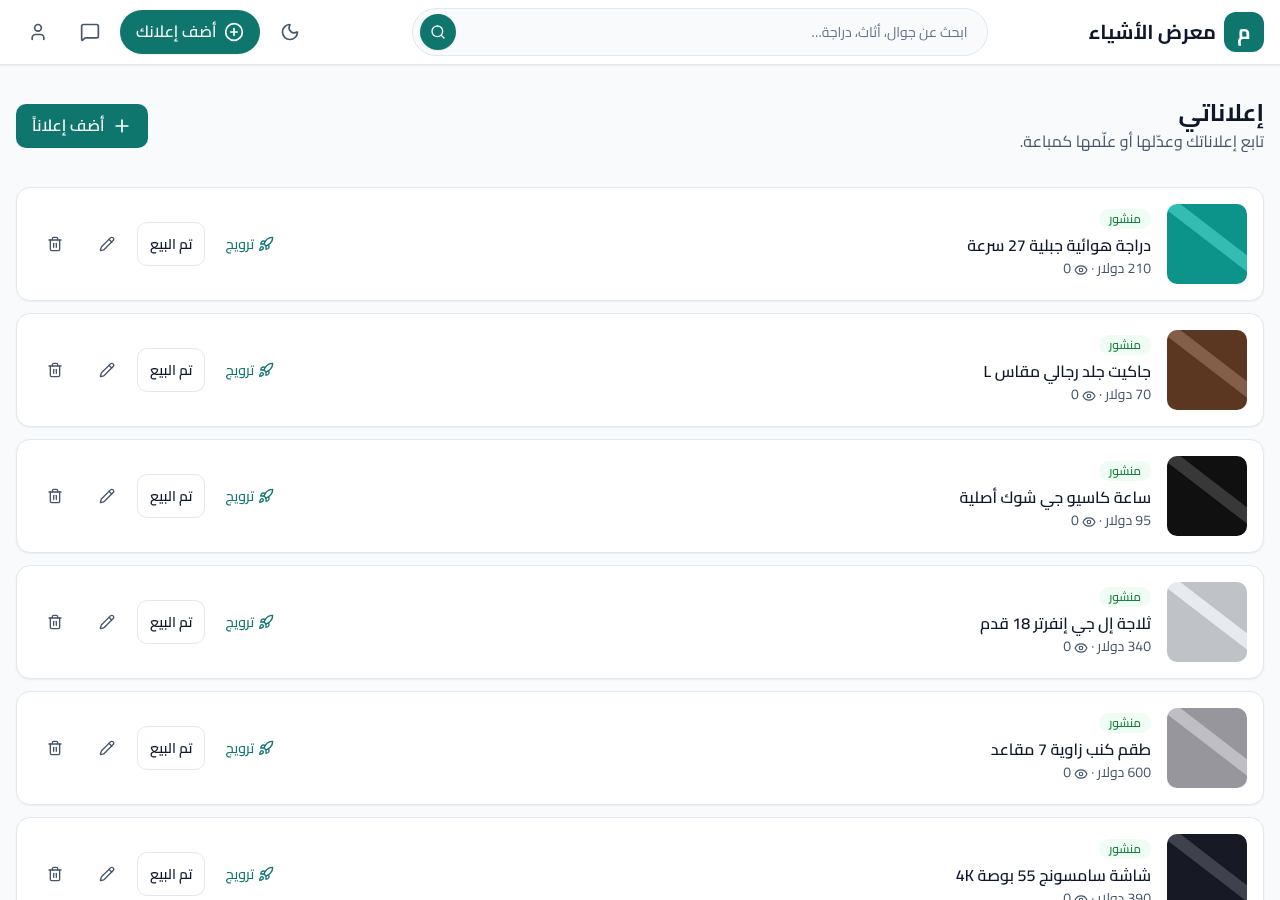 م
معرض الأشياء
ابحث عن جوال، أثاث، دراجة...
أضف إعلانك
إعلاناتي
تابع إعلاناتك وعدّلها أو علّمها كمباعة.
أضف إعلاناً
منشور
دراجة هوائية جبلية 27 سرعة
210 دولار · 0
ترويج
تم البيع
منشور
جاكيت جلد رجالي مقاس L
70 دولار · 0
ترويج
تم البيع
منشور
ساعة كاسيو جي شوك أصلية
95 دولار · 0
ترويج
تم البيع
منشور
ثلاجة إل جي إنفرتر 18 قدم
340 دولار · 0
ترويج
تم البيع
منشور
طقم كنب زاوية 7 مقاعد
600 دولار · 0
ترويج
تم البيع
منشور
شاشة سامسونج 55 بوصة 4K
390 دولار · 0
ترويج
تم البيع